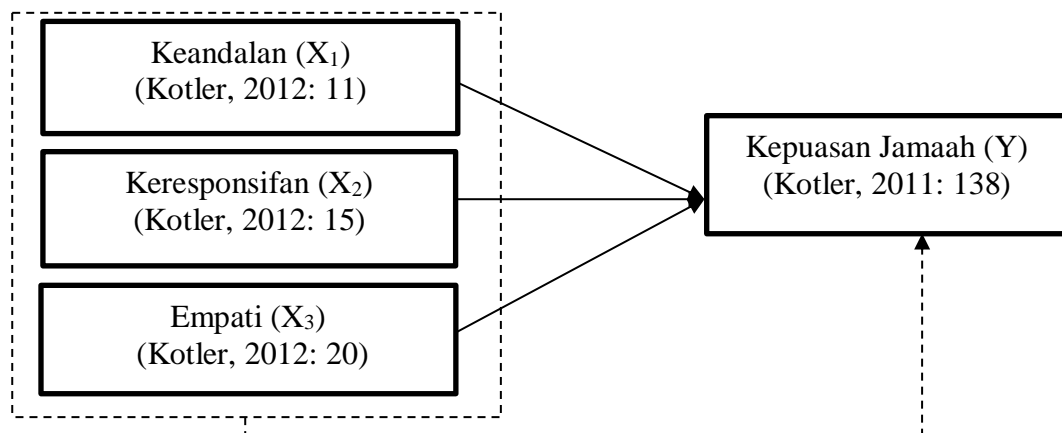 Keandalan (X₁)
(Kotler, 2012: 11)
Keresponsifan (X₂)
(Kotler, 2012: 15)
Empati (X₃)
(Kotler, 2012: 20)
Kepuasan Jamaah (Y)
(Kotler, 2011: 138)